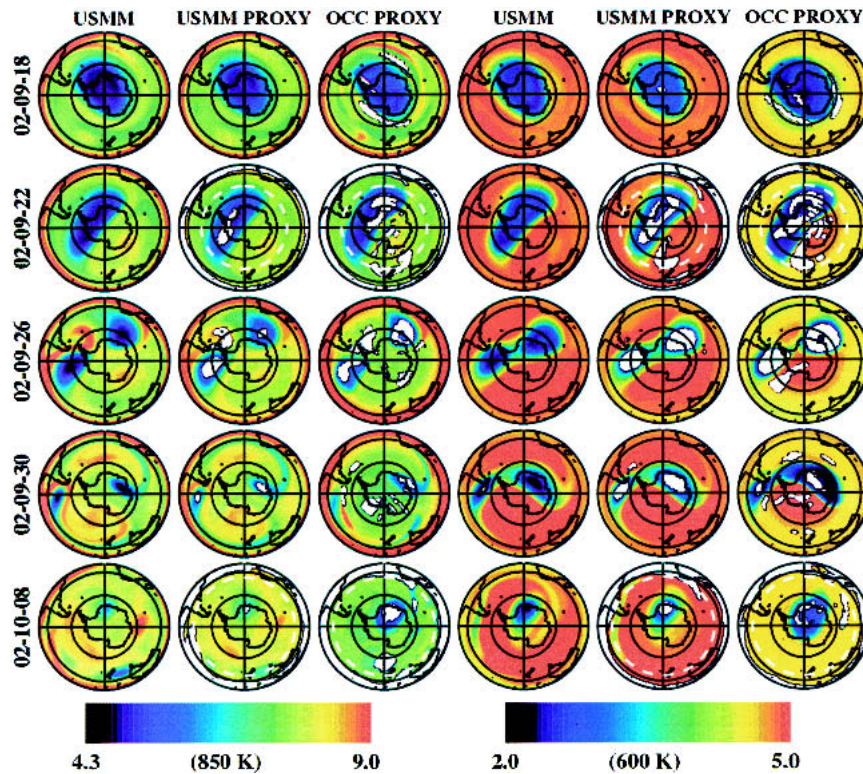 USMM USMM PROXY OCC PROXY USMM USMM PROXY OCC PROXY
02-09-18
02-09-22
02-09-26
02-09-30
02-10-08
4.3 (850 K) 9.0 2.0 (600 K) 5.0